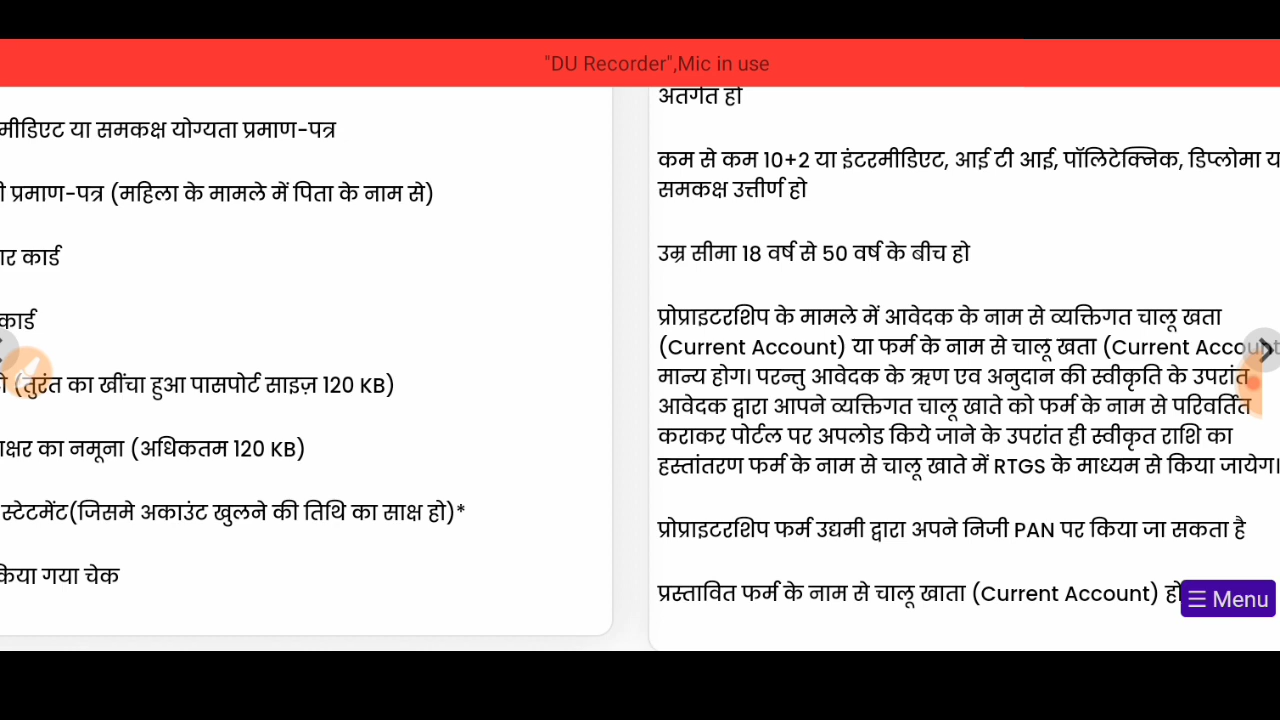 "DU Recorder",Mic in use
मीडिएट या समकक्ष योग्यता प्रमाण-पत्र
प्रमाण-पत्र (महिला के मामले में पिता के नाम से)
कार्ड
कार्ड
(तुरंत का खींचा हुआ पासपोर्ट साइज़ 120 KB)
का नमूना (अधिकतम 120 KB)
स्टेटमेंट(जिसमे अकाउंट खुलने की तिथि का साक्ष हो)*
किया गया चेक
अंतर्गत हो
कम से कम 10+2 या इंटरमीडिएट, आई टी आई, पॉलिटेक्निक, डिप्लोमा य
समकक्ष उत्तीर्ण हो
उम्र सीमा 18 वर्ष से 50 वर्ष के बीच हो
प्रोप्राइटरशिप के मामले में आवेदक के नाम से व्यक्तिगत चालू खता
(Current Account) या फर्म के नाम से चालू खता (Current Account
मान्य होग। परन्तु आवेदक के ऋण एव अनुदान की स्वीकृति के उपरांत
आवेदक द्वारा आपने व्यक्तिगत चालू खाते को फर्म के नाम से परिवर्तित
कराकर पोर्टल पर अपलोड किये जाने के उपरांत ही स्वीकृत राशि का
हस्तांतरण फर्म के नाम से चालू खाते में RTGS के माध्यम से किया जायेग।
प्रोप्राइटरशिप फर्म उद्यमी द्वारा अपने निजी PAN पर किया जा सकता है
प्रस्तावित फर्म के नाम से चालू खाता (Current Account) हो
☰ Menu